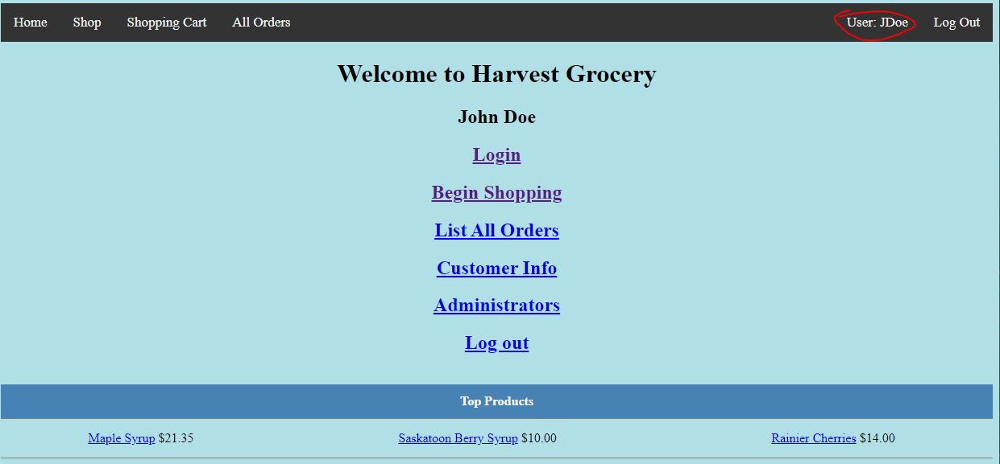 Home Shop Shopping Cart All Orders User: JDoe Log Out
Welcome to Harvest Grocery
John Doe
Login
Begin Shopping
List All Orders
Customer Info
Administrators
Log out
Top Products
Maple Syrup $21.35 Saskatoon Berry Syrup $10.00 Rainier Cherries $14.00